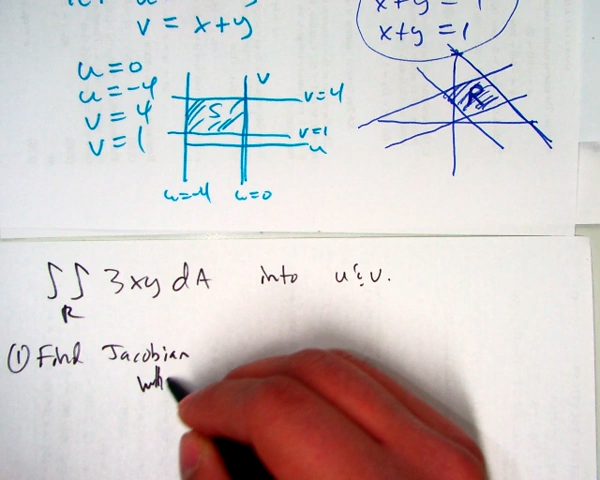 v = x+y
x+y = 1
u=0
u=-4
v=4
v=1
v
v=4
S
v=1
u
u=-4 u=0
R
∫∫ 3xy dA into u & v.
R
① Find Jacobian